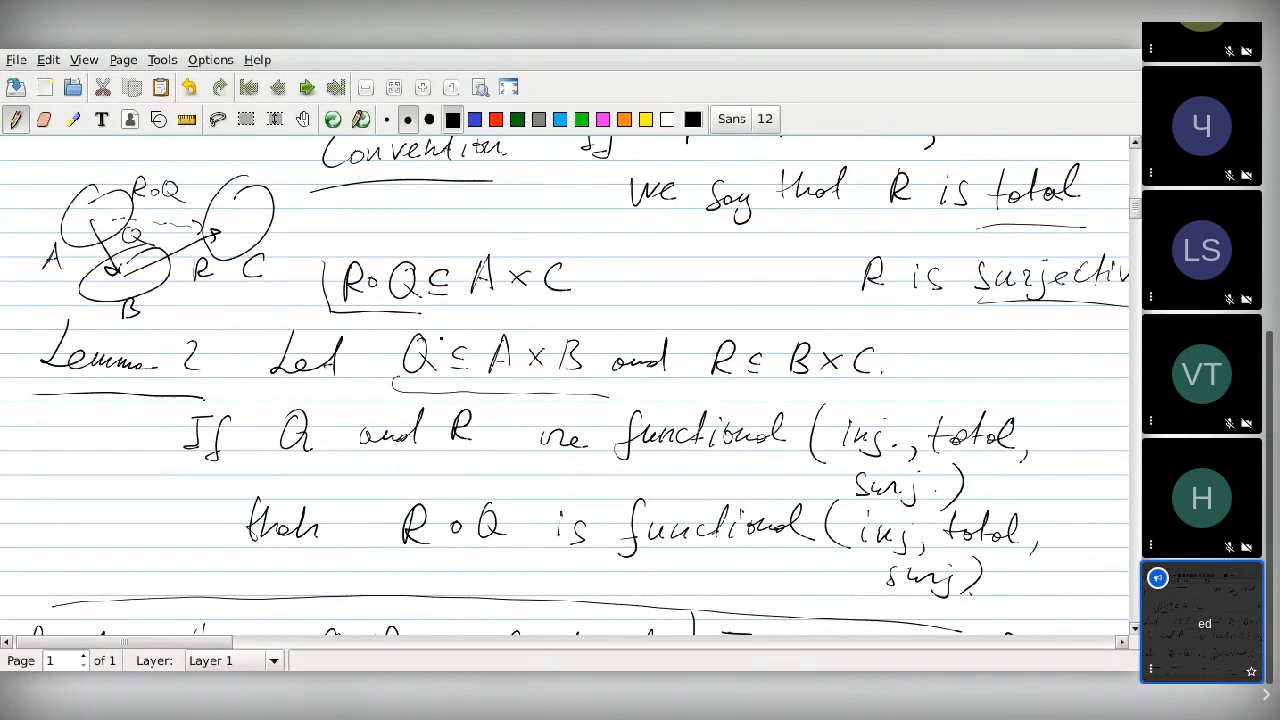 File Edit View Page Tools Options Help
Sans 12
Convention If
we say that R is total
R∘Q
A Q R C
B
R∘Q ⊆ A × C
R is surjectiv
Lemma 2 Let Q ⊆ A × B and R ⊆ B × C.
If Q and R are functional (inj., total,
surj.)
then R∘Q is functional (inj, total,
surj)
Page 1 of 1 Layer: Layer 1
Ч
LS
VT
H
ed